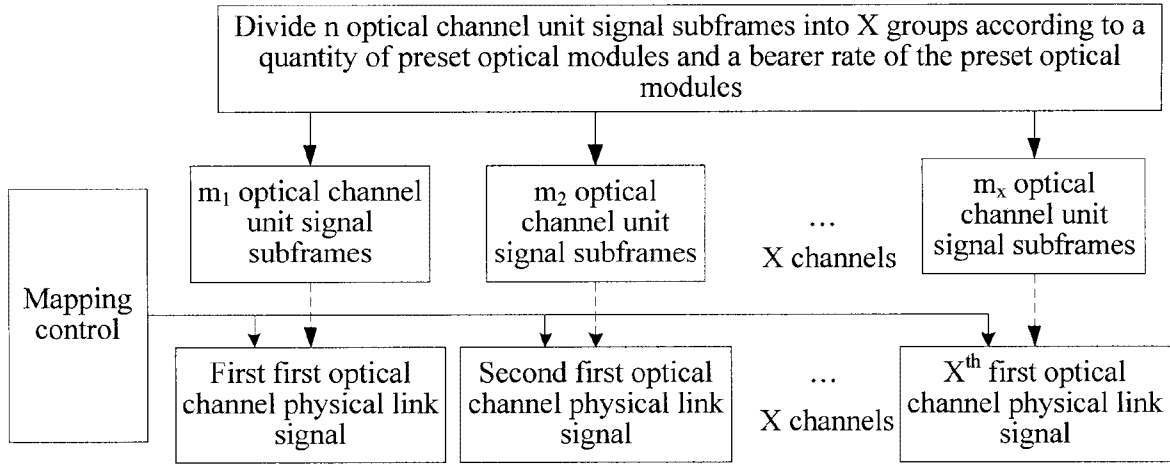 Divide n optical channel unit signal subframes into X groups according to a
quantity of preset optical modules and a bearer rate of the preset optical
modules
m₁ optical channel
unit signal
subframes
m₂ optical
channel unit
signal subframes
...
X channels
mₓ optical
channel unit
signal subframes
Mapping
control
First first optical
channel physical link
signal
Second first optical
channel physical link
signal
...
X channels
Xᵗʰ first optical
channel physical link
signal